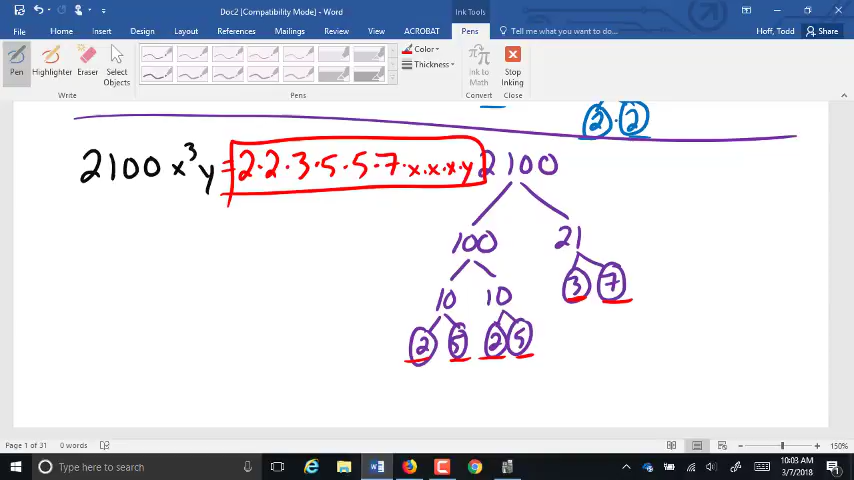 Doc2 [Compatibility Mode] - Word
Ink Tools
Hoff, Todd
File Home Insert Draw Design Layout References Mailings Review View ACROBAT Pens Tell me what you want to do... Share
Pen Highlighter Eraser Select Objects
Color
Thickness
Ink to Math
Stop Inking
Write Pens Convert Close
2·2
2100x³y=2·2·3·5·5·7·x·x·x·y 2100
100 21
10 10 3 7
2 5 2 5
Page 1 of 31 0 words 150%
Type here to search
10:03 AM
3/7/2018